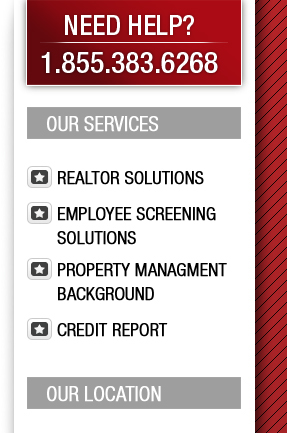 NEED HELP?
1.855.383.6268
OUR SERVICES
REALTOR SOLUTIONS
EMPLOYEE SCREENING
SOLUTIONS
PROPERTY MANAGMENT
BACKGROUND
CREDIT REPORT
OUR LOCATION